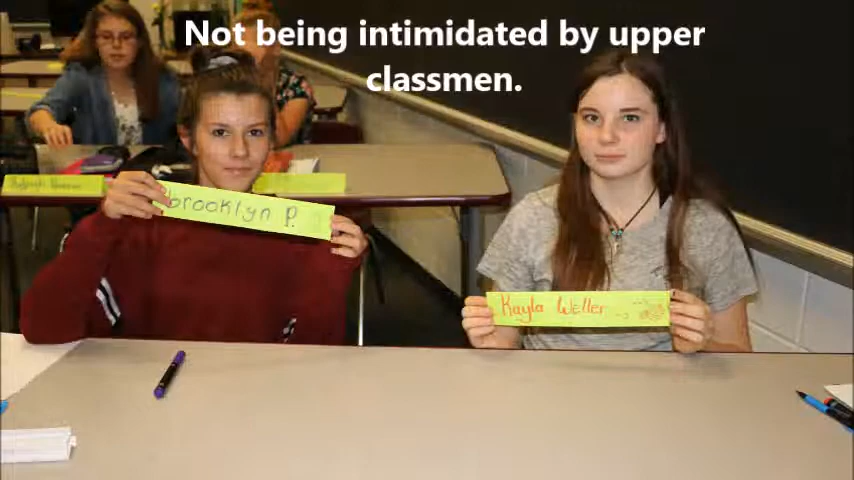 Not being intimidated by upper
classmen.
brooklyn p.
Kayla Weller